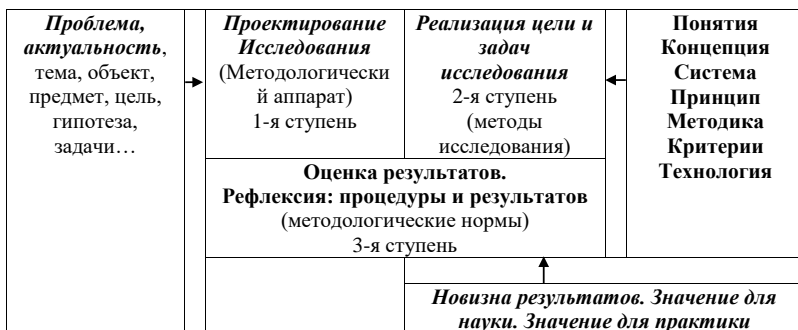 Проблема,
актуальность,
тема, объект,
предмет, цель,
гипотеза,
задачи…
Проектирование
Исследования
(Методологически
й аппарат)
1-я ступень
Реализация цели и
задач
исследования
2-я ступень
(методы
исследования)
Понятия
Концепция
Система
Принцип
Методика
Критерии
Технология
Оценка результатов.
Рефлексия: процедуры и результатов
(методологические нормы)
3-я ступень
Новизна результатов. Значение для
науки. Значение для практики